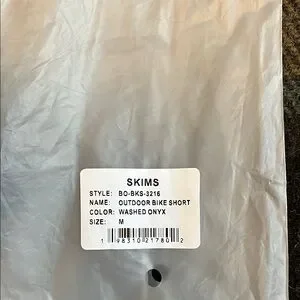 SKIMS
STYLE: BO-BKS-3216
NAME: OUTDOOR BIKE SHORT
COLOR: WASHED ONYX
SIZE: M
1 98310 21780 2